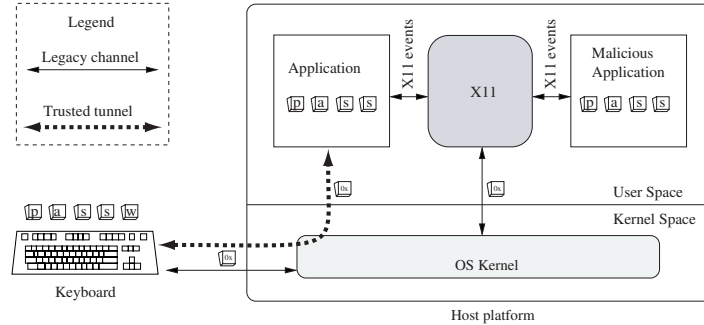 Legend
Legacy channel
Trusted tunnel
Application
p a s s
X11 events
X11
X11 events
Malicious
Application
p a s s
0x
0x
User Space
Kernel Space
p a s s w
0x
OS Kernel
Keyboard
Host platform